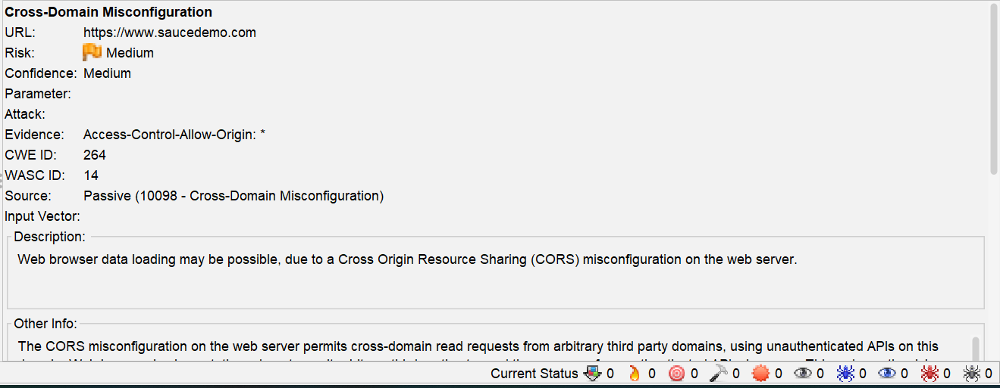 Cross-Domain Misconfiguration
URL: https://www.saucedemo.com
Risk: Medium
Confidence: Medium
Parameter:
Attack:
Evidence: Access-Control-Allow-Origin: *
CWE ID: 264
WASC ID: 14
Source: Passive (10098 - Cross-Domain Misconfiguration)
Input Vector:
Description:
Web browser data loading may be possible, due to a Cross Origin Resource Sharing (CORS) misconfiguration on the web server.
Other Info:
The CORS misconfiguration on the web server permits cross-domain read requests from arbitrary third party domains, using unauthenticated APIs on this
Current Status 0 0 0 0 0 0 0 0 0 0